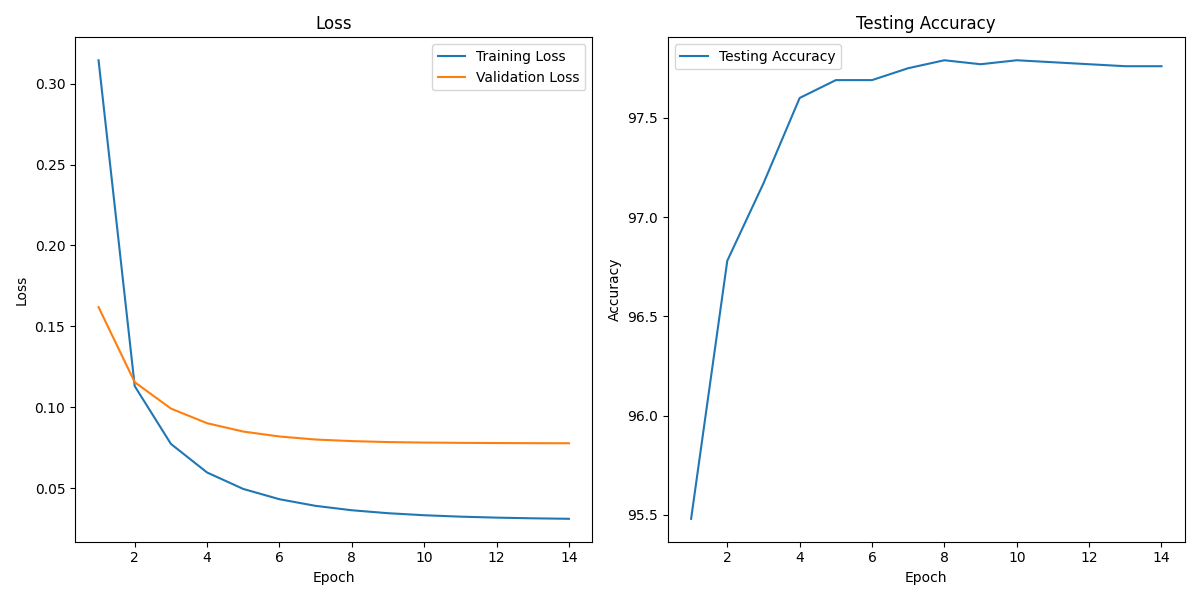 Loss
Training Loss
Validation Loss
0.30
0.25
0.20
0.15
0.10
0.05
Loss
2 4 6 8 10 12 14
Epoch
Testing Accuracy
Testing Accuracy
97.5
97.0
96.5
96.0
95.5
Accuracy
2 4 6 8 10 12 14
Epoch